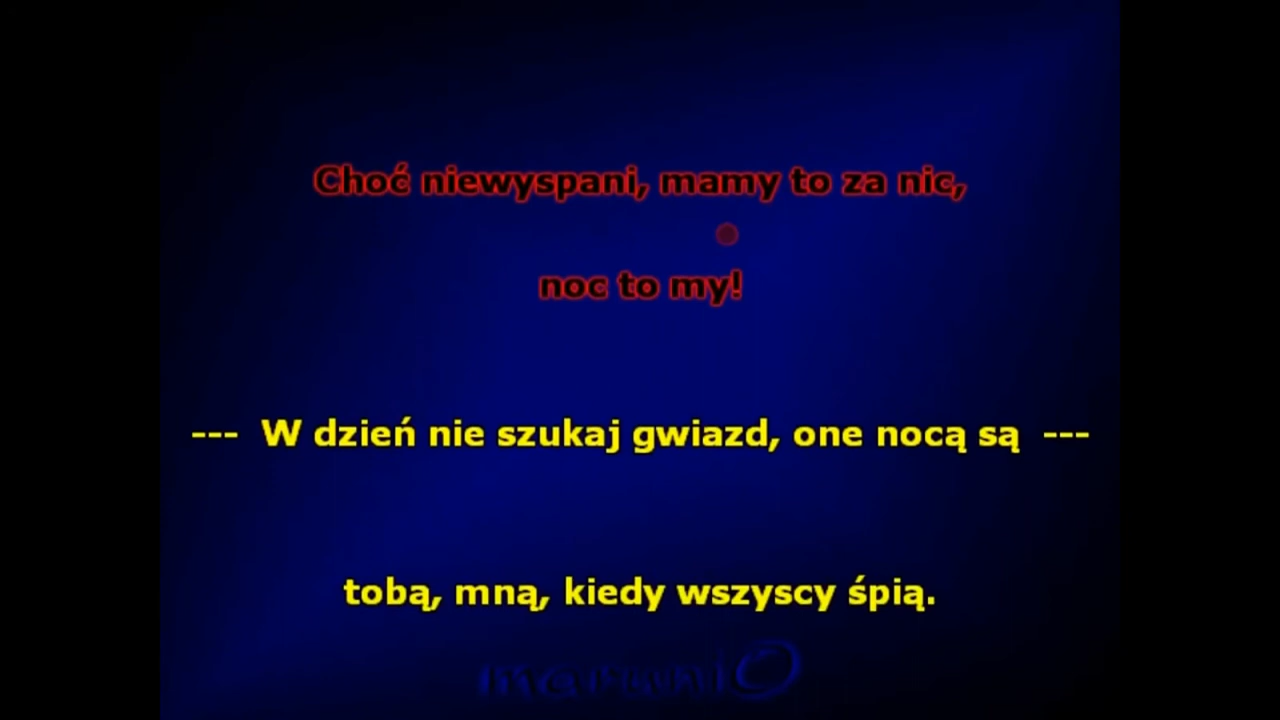 Choć niewyspani, mamy to za nic,
noc to my!
--- W dzień nie szukaj gwiazd, one nocą są ---
tobą, mną, kiedy wszyscy śpią.